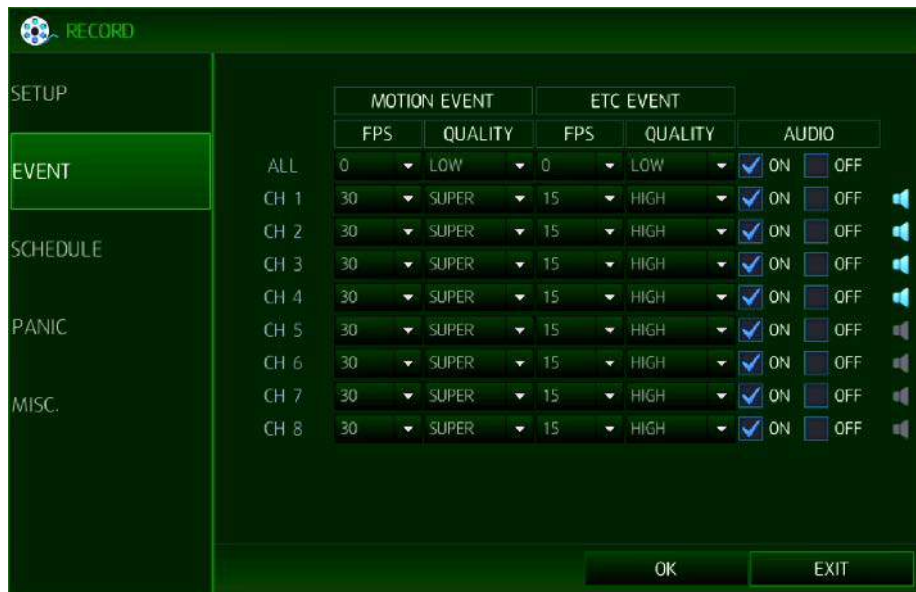 RECORD
SETUP
EVENT
SCHEDULE
PANIC
MISC.
MOTION EVENT ETC EVENT
FPS QUALITY FPS QUALITY AUDIO
ALL 0 LOW 0 LOW ON OFF
CH 1 30 SUPER 15 HIGH ON OFF
CH 2 30 SUPER 15 HIGH ON OFF
CH 3 30 SUPER 15 HIGH ON OFF
CH 4 30 SUPER 15 HIGH ON OFF
CH 5 30 SUPER 15 HIGH ON OFF
CH 6 30 SUPER 15 HIGH ON OFF
CH 7 30 SUPER 15 HIGH ON OFF
CH 8 30 SUPER 15 HIGH ON OFF
OK EXIT